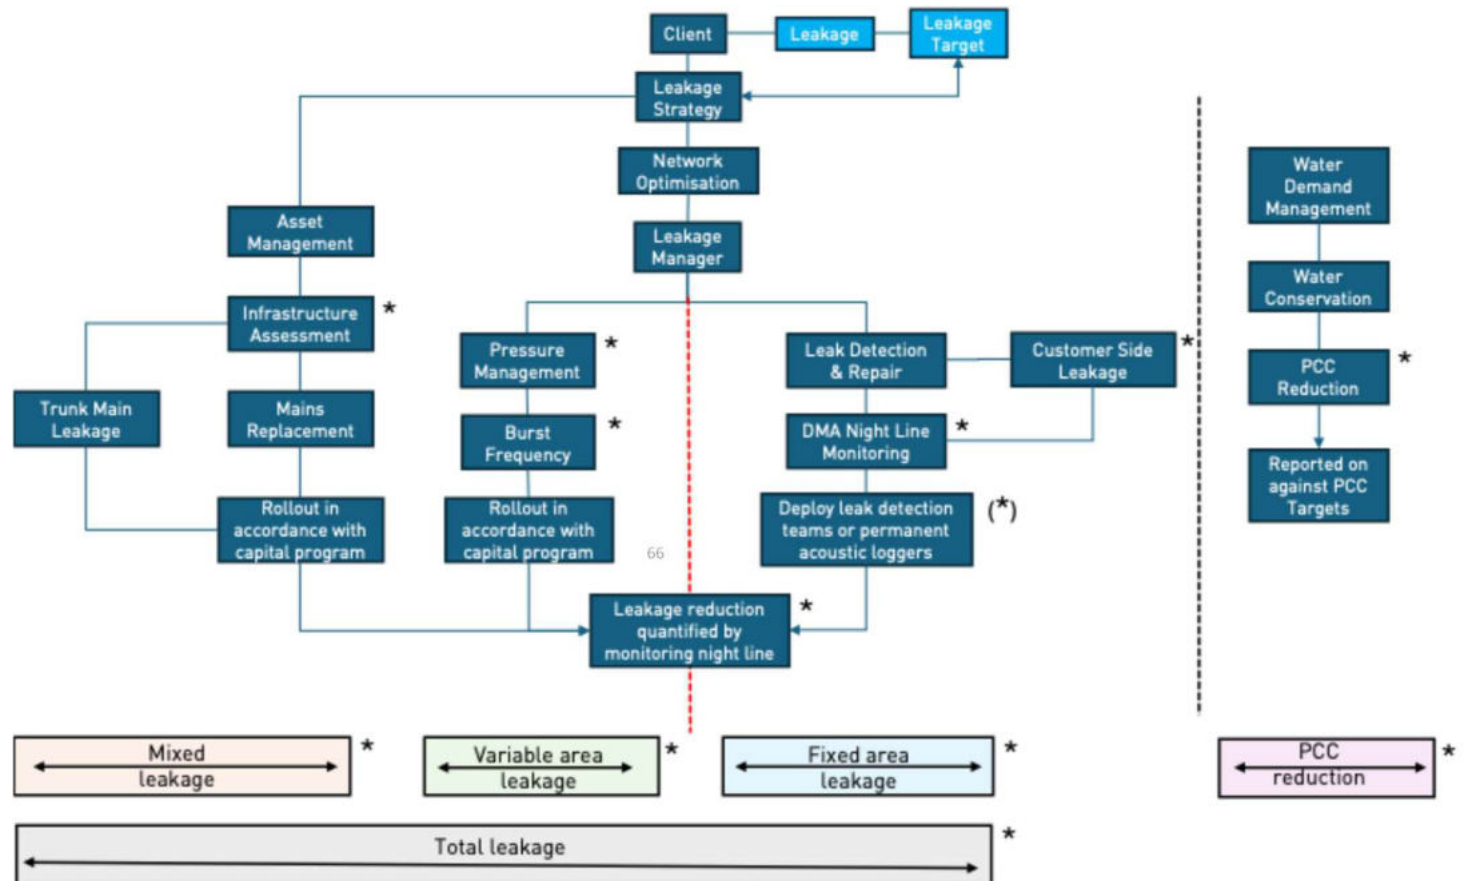 Client
Leakage
Leakage
Target
Leakage
Strategy
Network
Optimisation
Leakage
Manager
Asset
Management
Infrastructure
Assessment
*
Trunk Main
Leakage
Mains
Replacement
Rollout in
accordance with
capital program
Pressure
Management
*
Burst
Frequency
*
Rollout in
accordance with
capital program
66
Leak Detection
& Repair
Customer Side
Leakage
*
DMA Night Line
Monitoring
*
Deploy leak detection
teams or permanent
acoustic loggers
(*)
Leakage reduction
quantified by
monitoring night line
*
Water
Demand
Management
Water
Conservation
PCC
Reduction
*
Reported on
against PCC
Targets
Mixed
leakage
*
Variable area
leakage
*
Fixed area
leakage
*
PCC
reduction
*
Total leakage
*